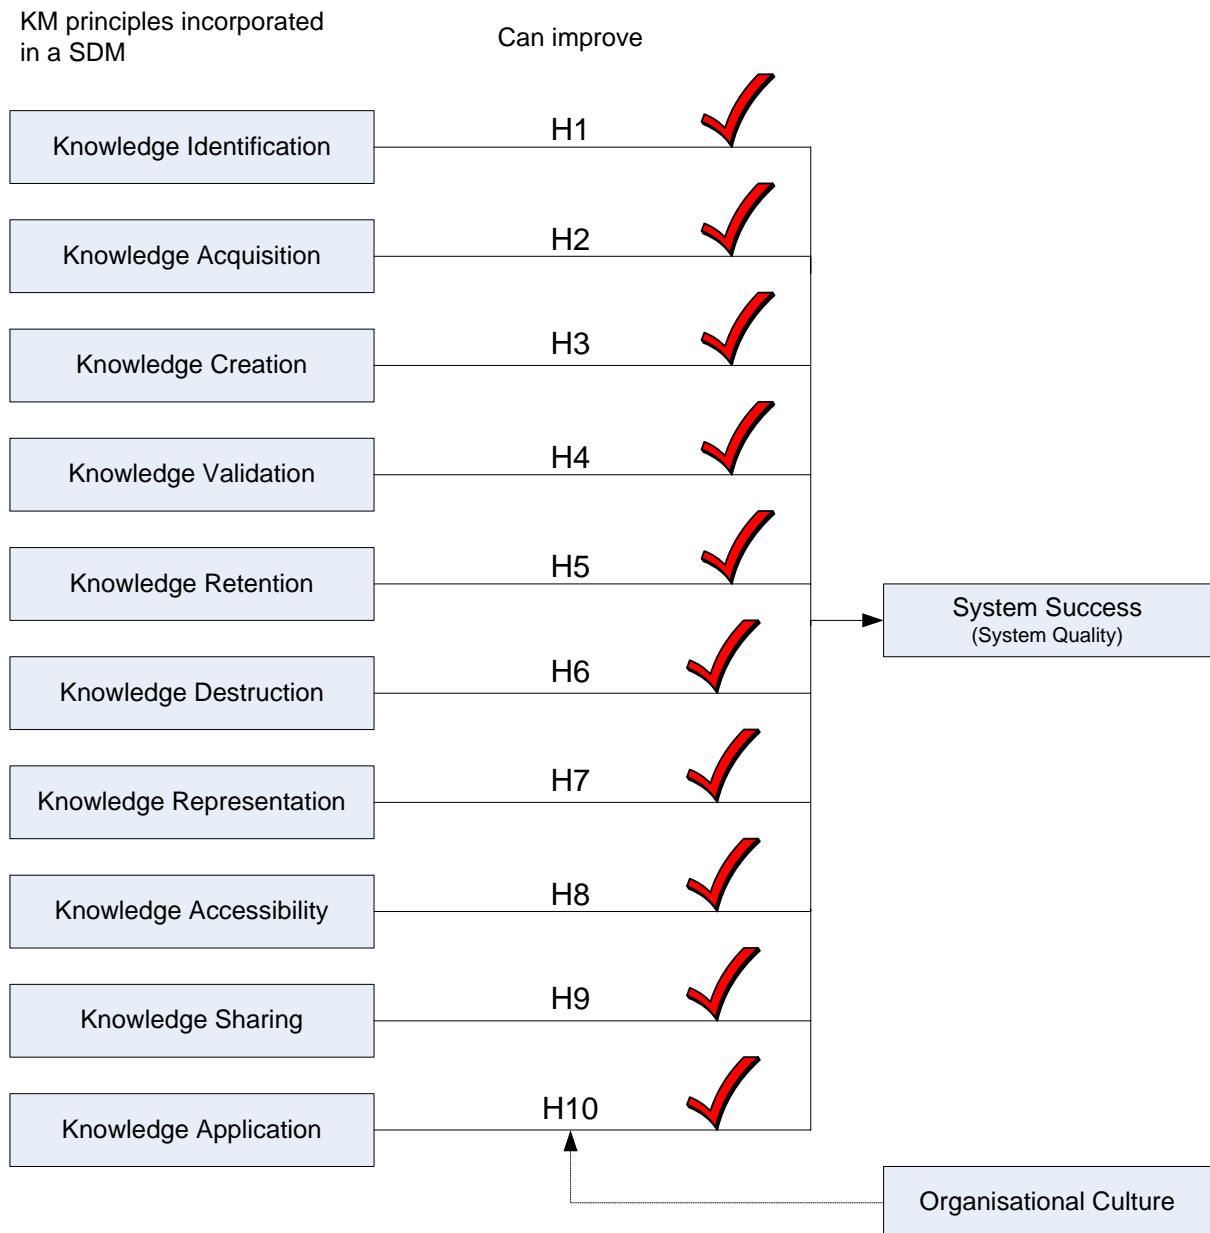 KM principles incorporated
in a SDM
Can improve
Knowledge Identification
H1
Knowledge Acquisition
H2
Knowledge Creation
H3
Knowledge Validation
H4
Knowledge Retention
H5
System Success
(System Quality)
Knowledge Destruction
H6
Knowledge Representation
H7
Knowledge Accessibility
H8
Knowledge Sharing
H9
Knowledge Application
H10
Organisational Culture